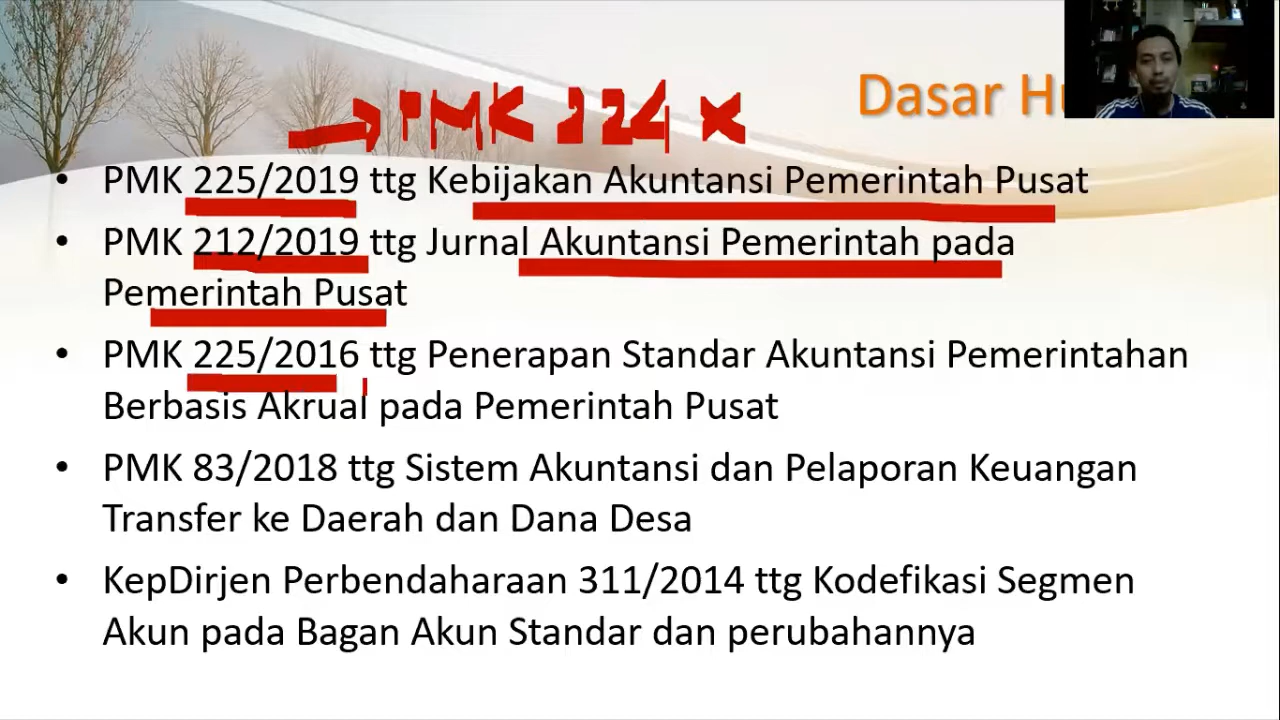 Dasar
PMK 224 x
• PMK 225/2019 ttg Kebijakan Akuntansi Pemerintah Pusat
• PMK 212/2019 ttg Jurnal Akuntansi Pemerintah pada
Pemerintah Pusat
• PMK 225/2016 ttg Penerapan Standar Akuntansi Pemerintahan
Berbasis Akrual pada Pemerintah Pusat
• PMK 83/2018 ttg Sistem Akuntansi dan Pelaporan Keuangan
Transfer ke Daerah dan Dana Desa
• KepDirjen Perbendaharaan 311/2014 ttg Kodefikasi Segmen
Akun pada Bagan Akun Standar dan perubahannya